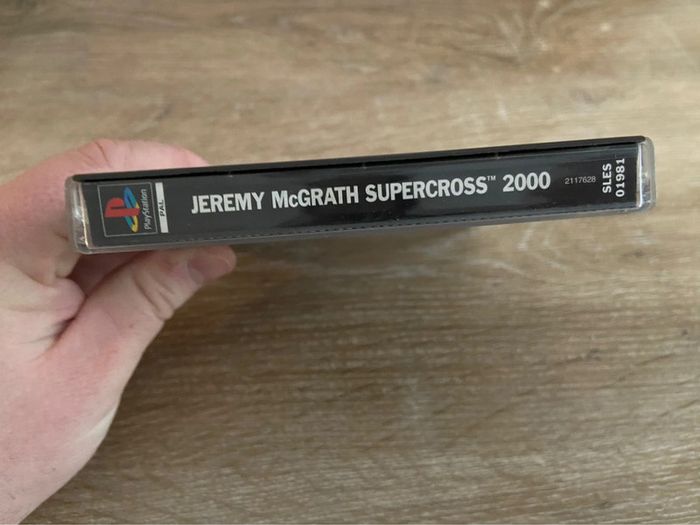 PlayStation
PAL
JEREMY McGRATH SUPERCROSS™ 2000
2117628
SLES
01981